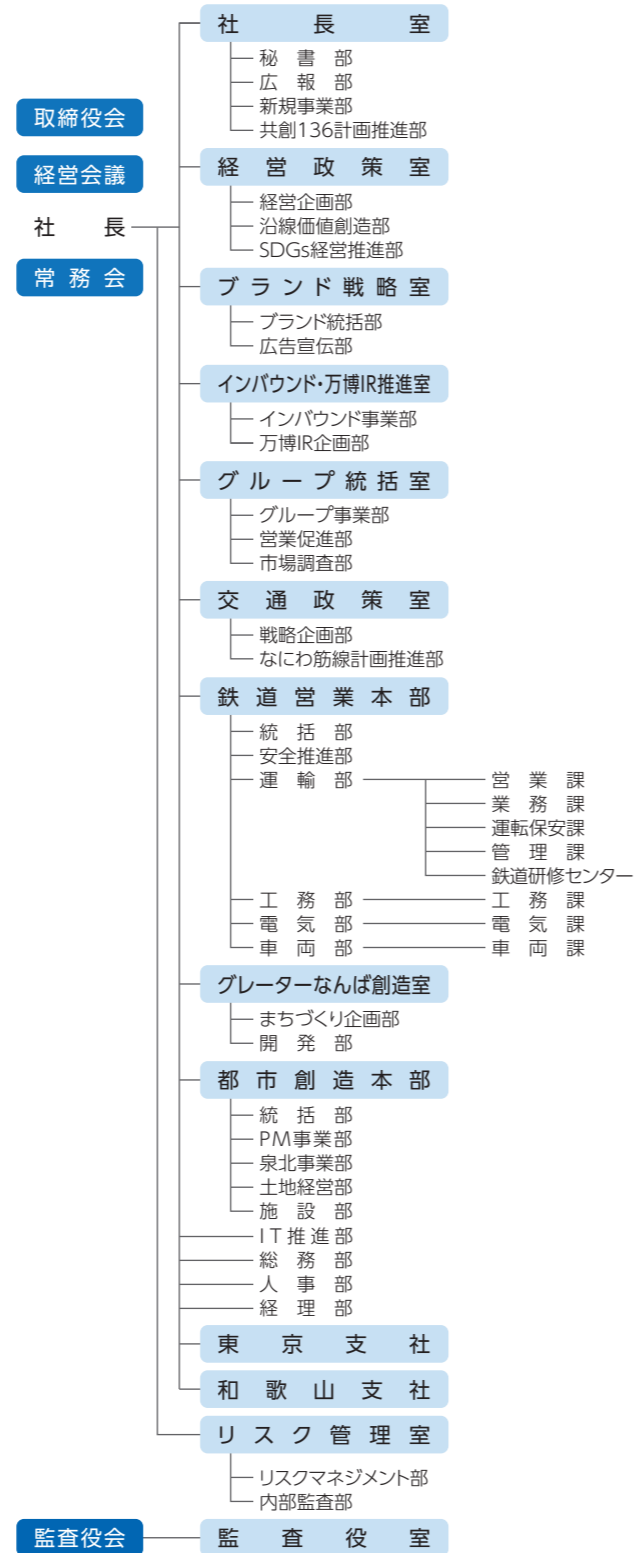 取締役会
経営会議
社長
常務会
社長室
秘書部
広報部
新規事業部
共創136計画推進部
経営政策室
経営企画部
沿線価値創造部
SDGs経営推進部
ブランド戦略室
ブランド統括部
広告宣伝部
インバウンド・万博IR推進室
インバウンド事業部
万博IR企画部
グループ統括室
グループ事業部
営業促進部
市場調査部
交通政策室
戦略企画部
なにわ筋線計画推進部
鉄道営業本部
統括部
安全推進部
運輸部
営業課
業務課
運転保安課
管理課
鉄道研修センター
工務部 工務課
電気部 電気課
車両部 車両課
グレーターなんば創造室
まちづくり企画部
開発部
都市創造本部
統括部
PM事業部
泉北事業部
土地経営部
施設部
IT推進部
総務部
人事部
経理部
東京支社
和歌山支社
リスク管理室
リスクマネジメント部
内部監査部
監査役会 監査役室